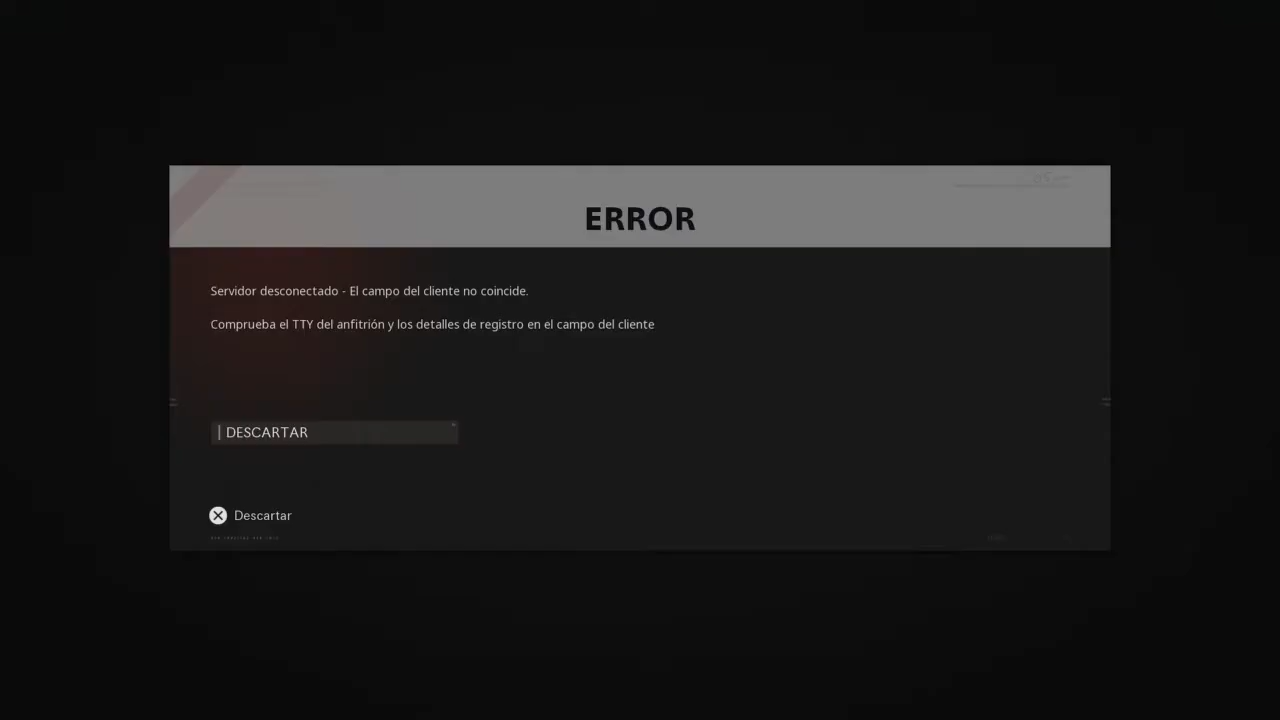 ERROR
Servidor desconectado - El campo del cliente no coincide.
Comprueba el TTY del anfitrión y los detalles de registro en el campo del cliente
DESCARTAR
Descartar